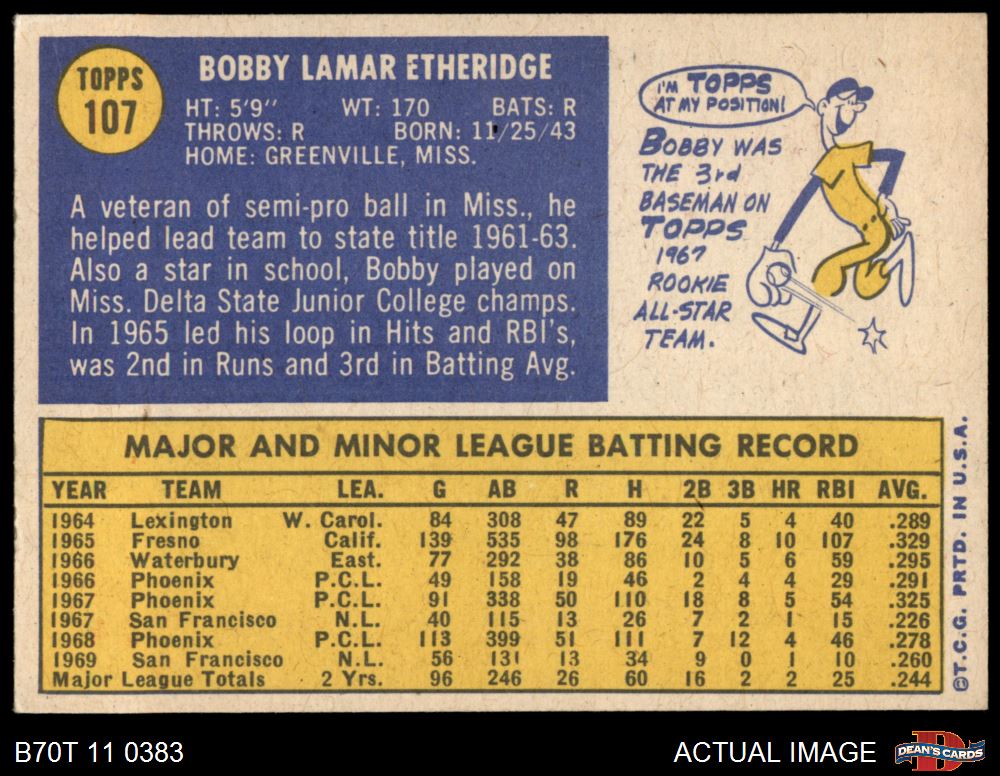 TOPPS
107
BOBBY LAMAR ETHERIDGE
HT: 5'9" WT: 170 BATS: R
THROWS: R BORN: 11/25/43
HOME: GREENVILLE, MISS.
A veteran of semi-pro ball in Miss., he
helped lead team to state title 1961-63.
Also a star in school, Bobby played on
Miss. Delta State Junior College champs.
In 1965 led his loop in Hits and RBI's,
was 2nd in Runs and 3rd in Batting Avg.
I'M TOPPS
AT MY POSITION!
BOBBY WAS
THE 3rd
BASEMAN ON
TOPPS
1967
ROOKIE
ALL-STAR
TEAM.
MAJOR AND MINOR LEAGUE BATTING RECORD
YEAR TEAM LEA. G AB R H 2B 3B HR RBI AVG.
1964 Lexington W. Carol. 84 308 47 89 22 5 4 40 .289
1965 Fresno Calif. 139 535 98 176 24 8 10 107 .329
1966 Waterbury East. 77 292 38 86 10 5 6 59 .295
1966 Phoenix P.C.L. 49 158 19 46 2 4 4 29 .291
1967 Phoenix P.C.L. 91 338 50 110 18 8 5 54 .325
1967 San Francisco N.L. 40 115 13 26 7 2 1 15 .226
1968 Phoenix P.C.L. 113 399 51 111 7 12 4 46 .278
1969 San Francisco N.L. 56 131 13 34 9 0 1 10 .260
Major League Totals 2 Yrs. 96 246 26 60 16 2 2 25 .244
©T.C.G. PRTD. IN U.S.A.
B70T 11 0383
ACTUAL IMAGE
D
DEAN'S CARDS